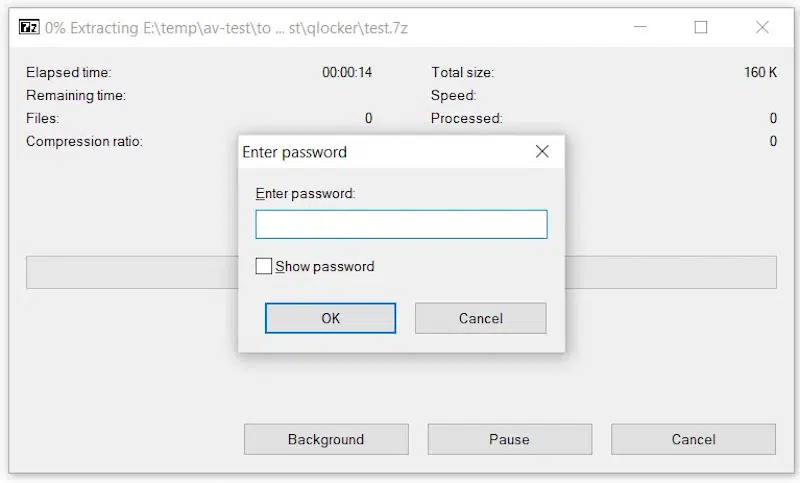 7z 0% Extracting E:\temp\av-test\to ... st\qlocker\test.7z
Elapsed time: 00:00:14 Total size: 160 K
Remaining time: Speed:
Files: 0 Processed: 0
Compression ratio: 0
Enter password
Enter password:
Show password
OK Cancel
Background Pause Cancel